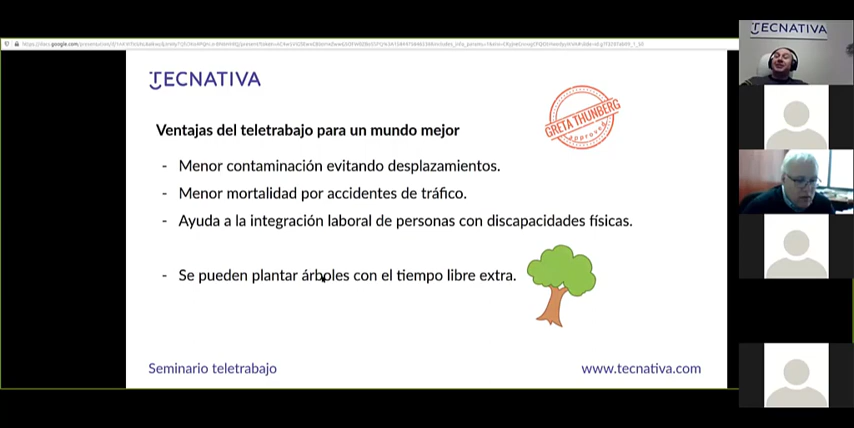 TECNATIVA
TECNATIVA
GRETA THUNBERG
approved
Ventajas del teletrabajo para un mundo mejor
- Menor contaminación evitando desplazamientos.
- Menor mortalidad por accidentes de tráfico.
- Ayuda a la integración laboral de personas con discapacidades físicas.
- Se pueden plantar árboles con el tiempo libre extra.
Seminario teletrabajo
www.tecnativa.com